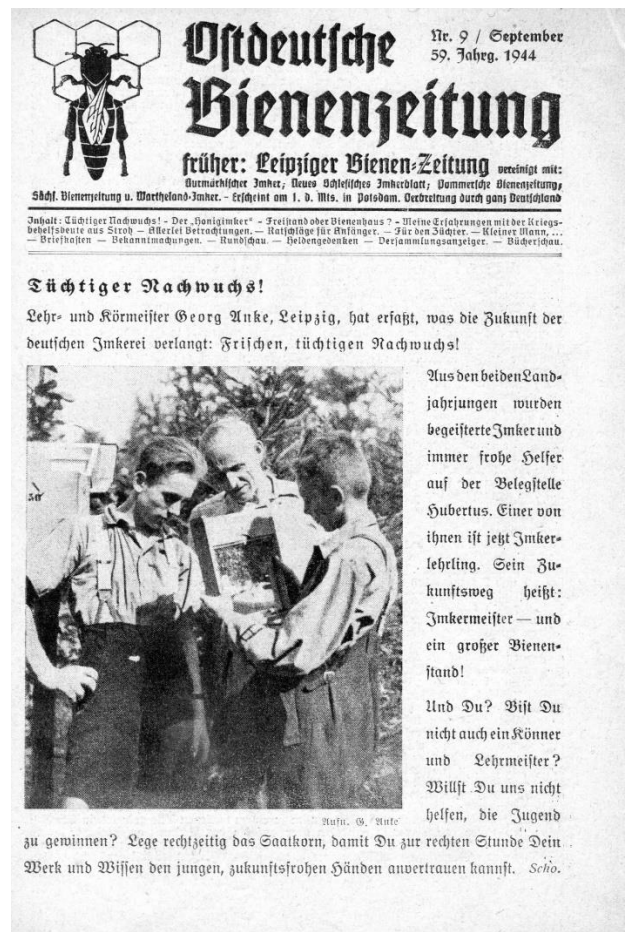 Ostdeutsche
Bienenzeitung
Nr. 9 / September
59. Jahrg. 1944
früher: Leipziger Bienen-Zeitung vereinigt mit:
Kurmärkischer Imker, Neues Schlesisches Imkerblatt, Pommersche Bienenzeitung,
Sächs. Bienenzeitung u. Wartheland-Imker. - Erscheint am 1. d. Mts. in Potsdam. Verbreitung durch ganz Deutschland
Inhalt: Tüchtiger Nachwuchs! - Der „Honigimker“ - Freistand oder Bienenhaus? - Meine Erfahrungen mit der Kriegs-
behelfsbeute aus Stroh - Allerlei Betrachtungen. — Ratschläge für Anfänger. — Für den Züchter. — Kleiner Mann, ...
— Briefkasten — Bekanntmachungen. — Rundschau. — Heldengedenken — Versammlungsanzeiger. — Bücherschau.
Tüchtiger Nachwuchs!
Lehr- und Körmeister Georg Anke, Leipzig, hat erfaßt, was die Zukunft der
deutschen Imkerei verlangt: Frischen, tüchtigen Nachwuchs!
Aus den beiden Land-
jahrjungen wurden
begeisterte Imker und
immer frohe Helfer
auf der Belegstelle
Hubertus. Einer von
ihnen ist jetzt Imker-
lehrling. Sein Zu-
kunftsweg heißt:
Imkermeister — und
ein großer Bienen-
stand!
Und Du? Bist Du
nicht auch ein Könner
und Lehrmeister?
Willst Du uns nicht
helfen, die Jugend
Aufn. G. Anke
zu gewinnen? Lege rechtzeitig das Saatkorn, damit Du zur rechten Stunde Dein
Werk und Wissen den jungen, zukunftsfrohen Händen anvertrauen kannst. Scho.